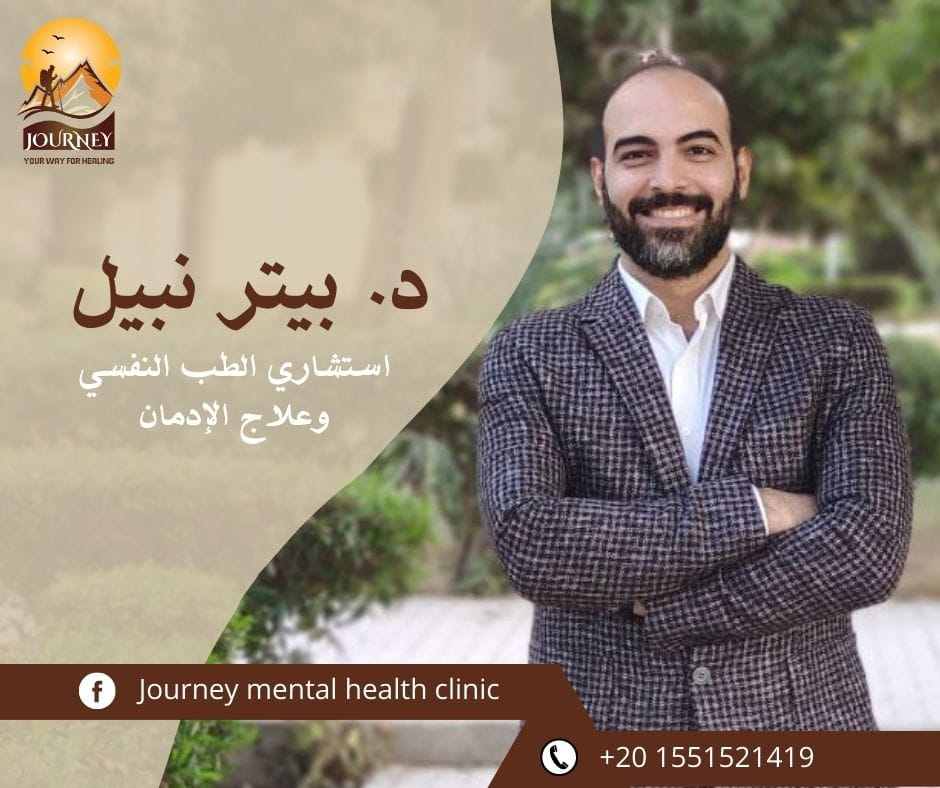 JOURNEY
YOUR WAY FOR HEALING
د. بيتر نبيل
استشاري الطب النفسي
وعلاج الإدمان
Journey mental health clinic
+20 1551521419